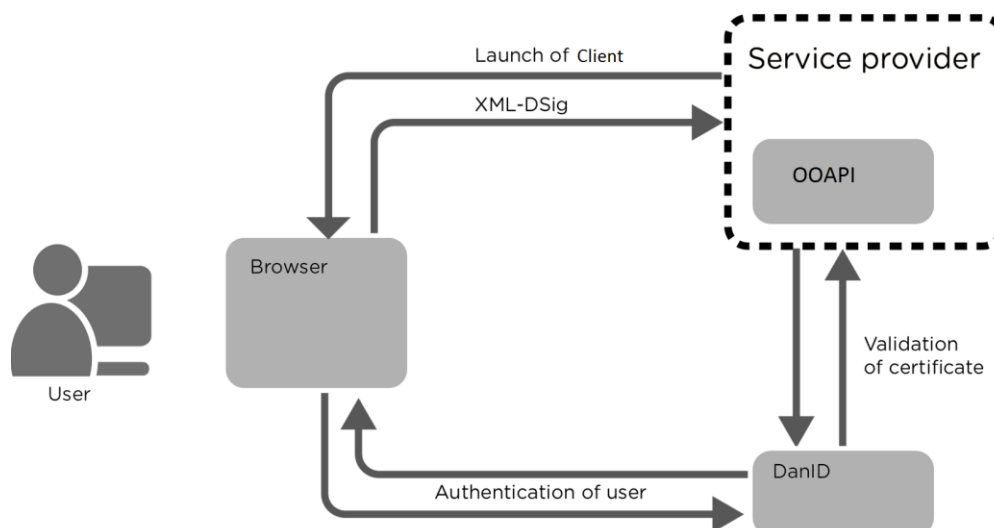 Launch of Client
Service provider
XML-DSig
OOAPI
Browser
User
Validation
of certificate
DanID
Authentication of user